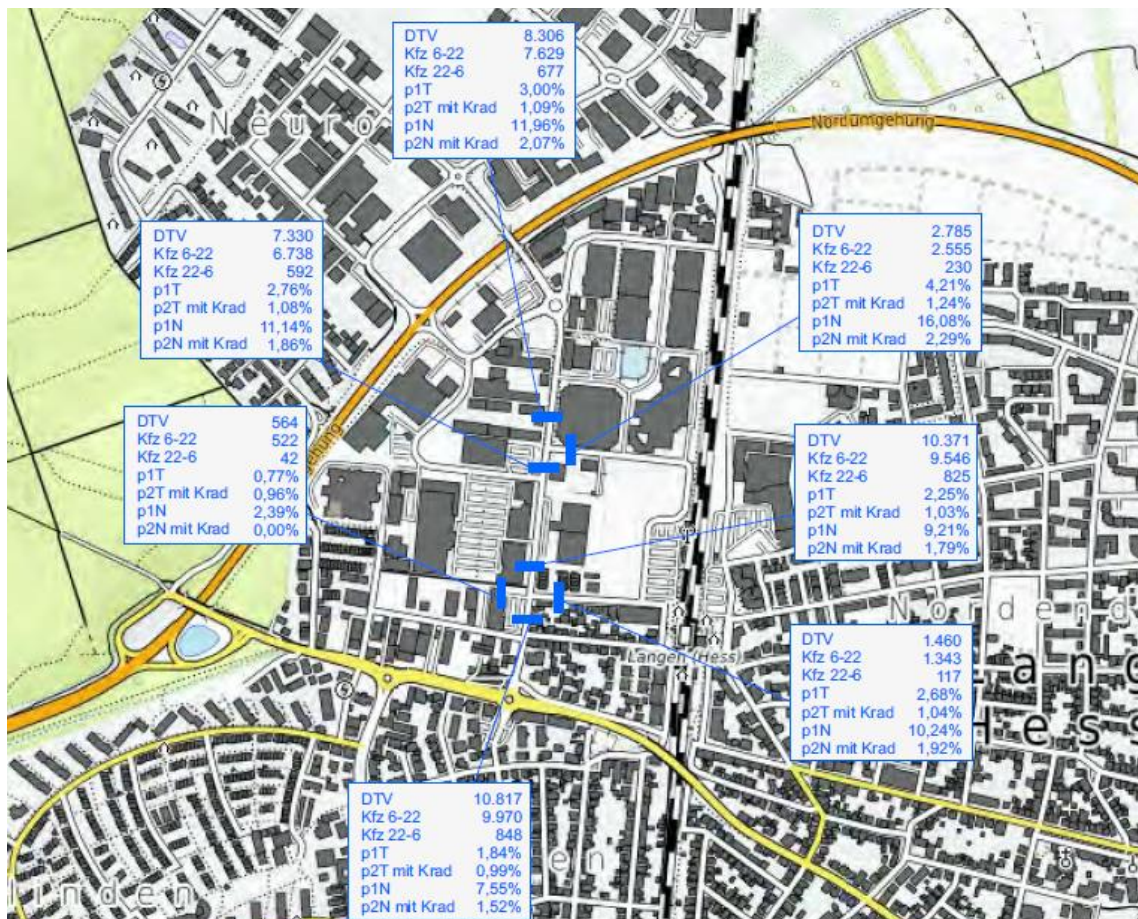 DTV 8.306
Kfz 6-22 7.629
Kfz 22-6 677
p1T 3,00%
p2T mit Krad 1,09%
p1N 11,96%
p2N mit Krad 2,07%
Neuro
Nordumgehung
DTV 7.330
Kfz 6-22 6.738
Kfz 22-6 592
p1T 2,76%
p2T mit Krad 1,08%
p1N 11,14%
p2N mit Krad 1,86%
DTV 2.785
Kfz 6-22 2.555
Kfz 22-6 230
p1T 4,21%
p2T mit Krad 1,24%
p1N 16,08%
p2N mit Krad 2,29%
DTV 564
Kfz 6-22 522
Kfz 22-6 42
p1T 0,77%
p2T mit Krad 0,96%
p1N 2,39%
p2N mit Krad 0,00%
gehung
DTV 10.371
Kfz 6-22 9.546
Kfz 22-6 825
p1T 2,25%
p2T mit Krad 1,03%
p1N 9,21%
p2N mit Krad 1,79%
Nordend
Langen (Hess)
DTV 1.460
Kfz 6-22 1.343
Kfz 22-6 117
p1T 2,68%
p2T mit Krad 1,04%
p1N 10,24%
p2N mit Krad 1,92%
Hess
DTV 10.817
Kfz 6-22 9.970
Kfz 22-6 848
p1T 1,84%
p2T mit Krad 0,99%
p1N 7,55%
p2N mit Krad 1,52%
en
linden